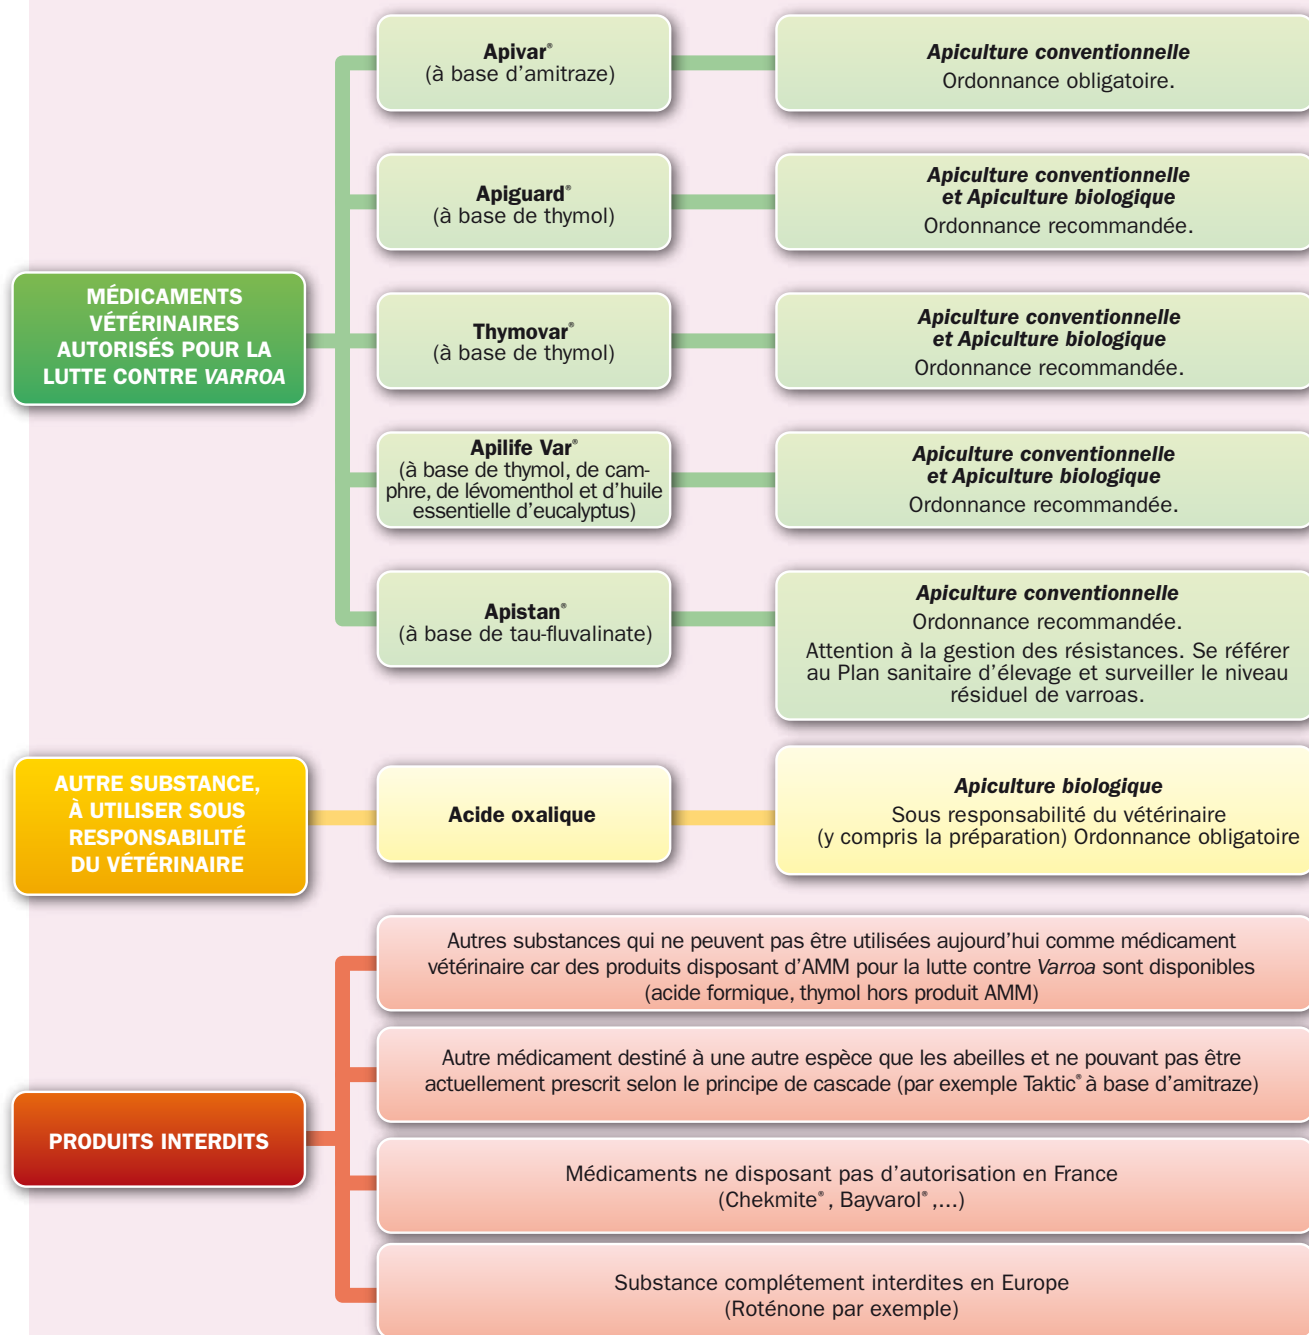 MÉDICAMENTS
VÉTÉRINAIRES
AUTORISÉS POUR LA
LUTTE CONTRE VARROA
Apivar®
(à base d'amitraze)
Apiculture conventionnelle
Ordonnance obligatoire.
Apiguard®
(à base de thymol)
Apiculture conventionnelle
et Apiculture biologique
Ordonnance recommandée.
Thymovar®
(à base de thymol)
Apiculture conventionnelle
et Apiculture biologique
Ordonnance recommandée.
Apilife Var®
(à base de thymol, de cam-
phre, de lévomenthol et d'huile
essentielle d'eucalyptus)
Apiculture conventionnelle
et Apiculture biologique
Ordonnance recommandée.
Apistan®
(à base de tau-fluvalinate)
Apiculture conventionnelle
Ordonnance recommandée.
Attention à la gestion des résistances. Se référer
au Plan sanitaire d'élevage et surveiller le niveau
résiduel de varroas.
AUTRE SUBSTANCE,
À UTILISER SOUS
RESPONSABILITÉ
DU VÉTÉRINAIRE
Acide oxalique
Apiculture biologique
Sous responsabilité du vétérinaire
(y compris la préparation) Ordonnance obligatoire
PRODUITS INTERDITS
Autres substances qui ne peuvent pas être utilisées aujourd'hui comme médicament
vétérinaire car des produits disposant d'AMM pour la lutte contre Varroa sont disponibles
(acide formique, thymol hors produit AMM)
Autre médicament destiné à une autre espèce que les abeilles et ne pouvant pas être
actuellement prescrit selon le principe de cascade (par exemple Taktic® à base d'amitraze)
Médicaments ne disposant pas d'autorisation en France
(Chekmite®, Bayvarol®,...)
Substance complétement interdites en Europe
(Roténone par exemple)